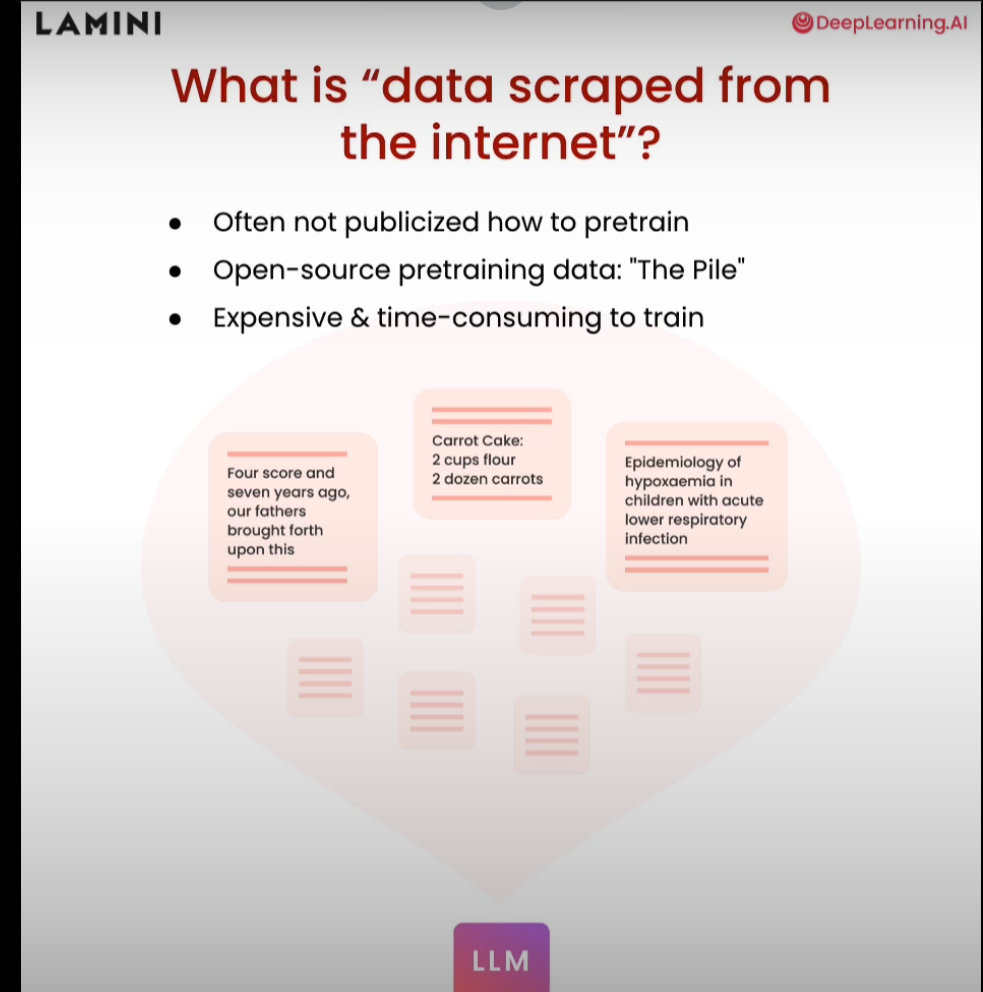 LAMINI
DeepLearning.AI
What is “data scraped from
the internet”?
● Often not publicized how to pretrain
● Open-source pretraining data: "The Pile"
● Expensive & time-consuming to train
Four score and
seven years ago,
our fathers
brought forth
upon this
Carrot Cake:
2 cups flour
2 dozen carrots
Epidemiology of
hypoxaemia in
children with acute
lower respiratory
infection
LLM